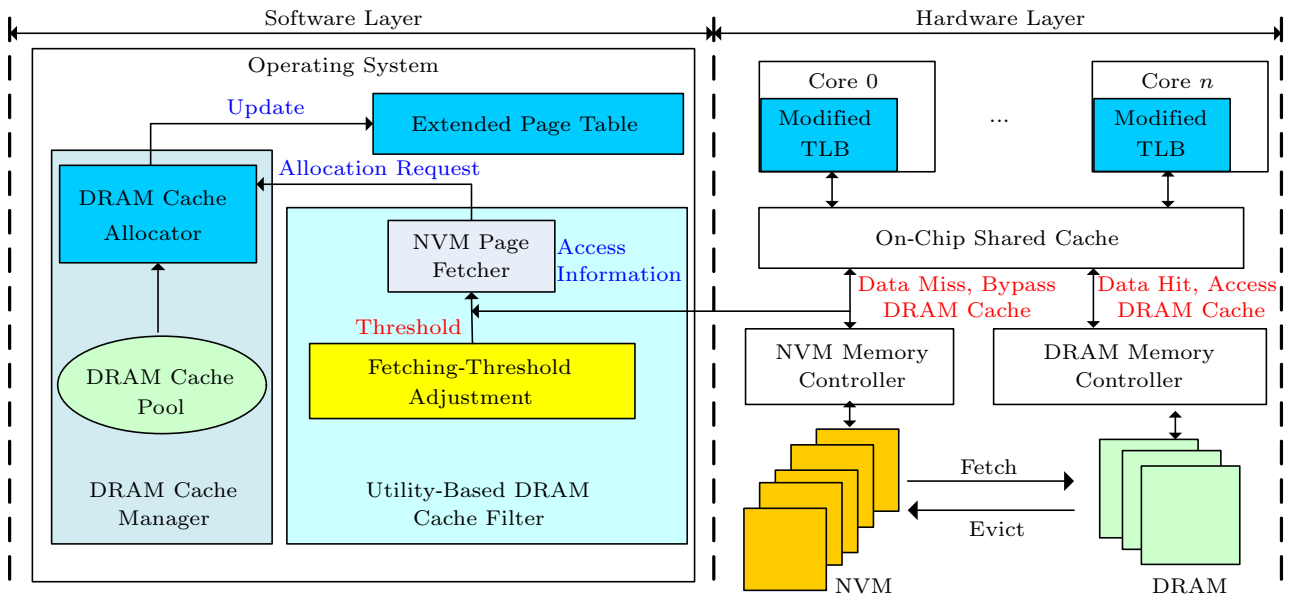 Software Layer
Hardware Layer
Operating System
Update
Extended Page Table
Allocation Request
DRAM Cache
Allocator
NVM Page
Fetcher
Access
Information
Threshold
Fetching-Threshold
Adjustment
DRAM Cache
Pool
DRAM Cache
Manager
Utility-Based DRAM
Cache Filter
Core 0
Modified
TLB
...
Core n
Modified
TLB
On-Chip Shared Cache
Data Miss, Bypass
DRAM Cache
Data Hit, Access
DRAM Cache
NVM Memory
Controller
DRAM Memory
Controller
Fetch
Evict
NVM
DRAM